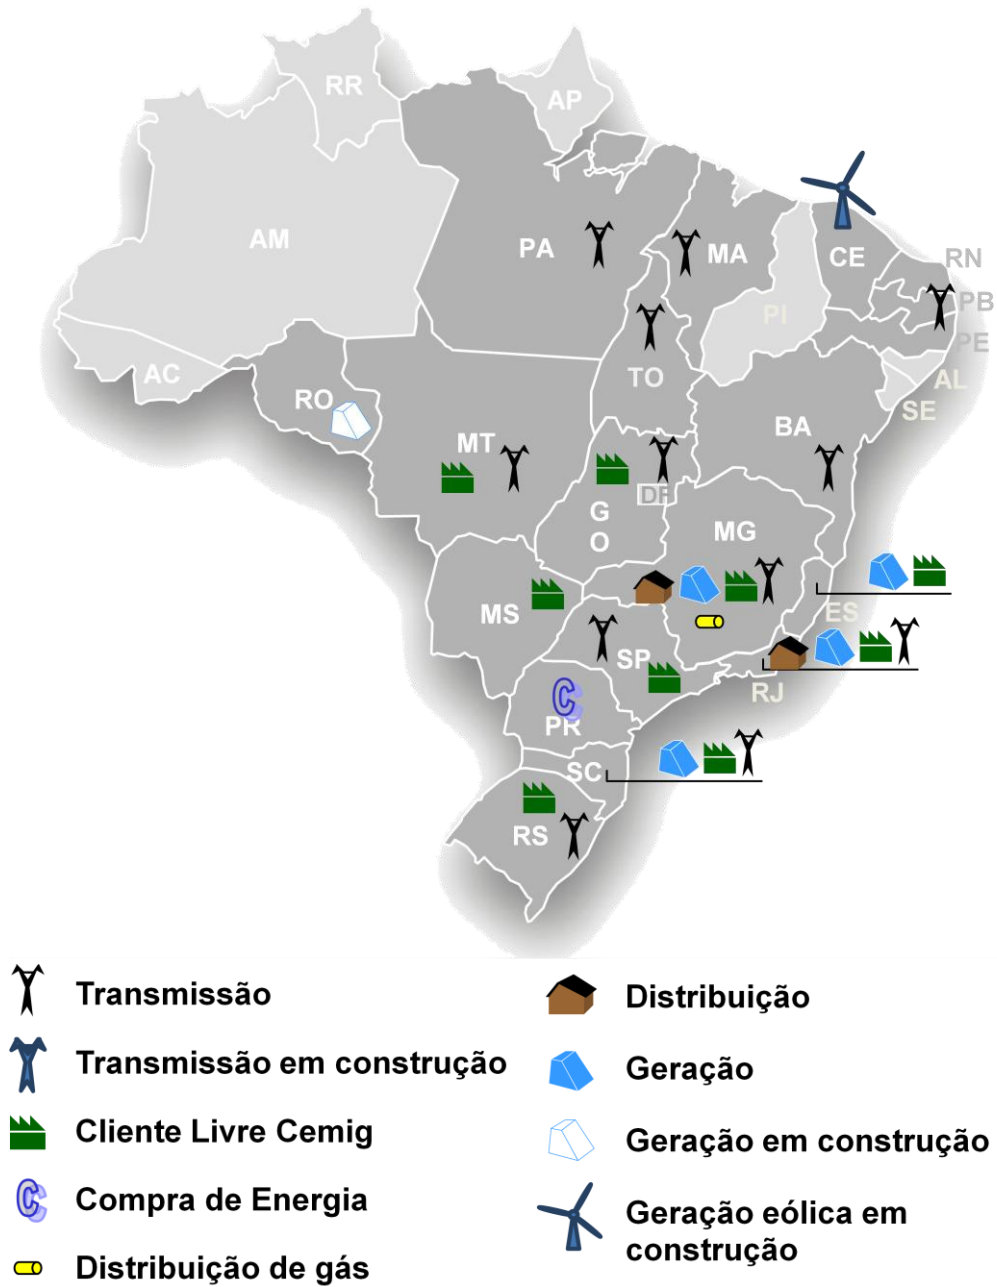 RR
AP
AM
PA
MA
CE
RN
PB
PI
PE
TO
AC
AL
RO
SE
BA
MT
DF
G
O
MG
MS
ES
SP
RJ
PR
SC
RS
Transmissão
Distribuição
Transmissão em construção
Geração
Cliente Livre Cemig
Geração em construção
Compra de Energia
Geração eólica em
construção
Distribuição de gás